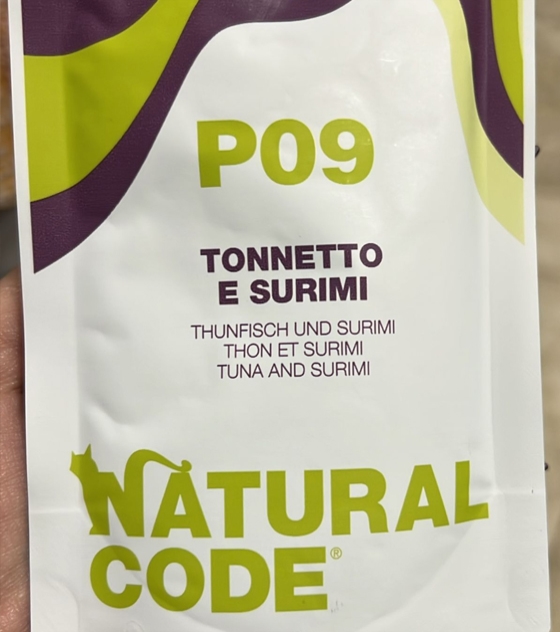 P09
TONNETTO
E SURIMI
THUNFISCH UND SURIMI
THON ET SURIMI
TUNA AND SURIMI
NATURAL
CODE®